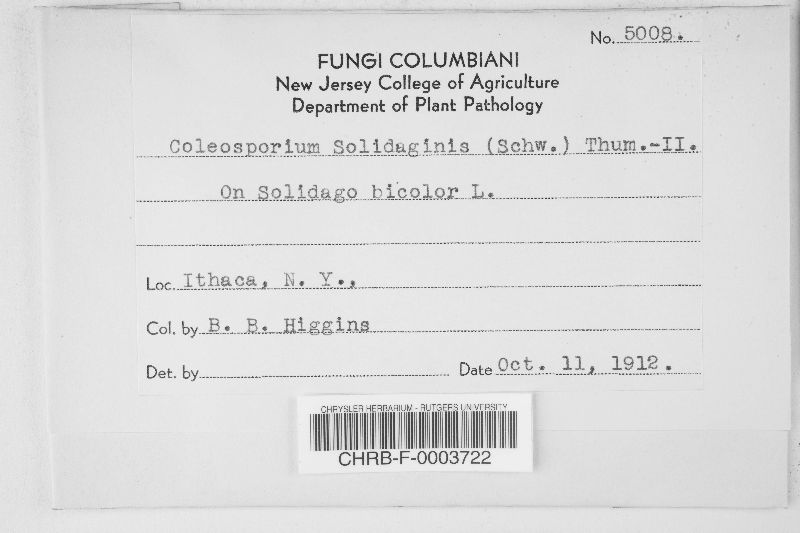 No. 5008.
FUNGI COLUMBIANI
New Jersey College of Agriculture
Department of Plant Pathology
Coleosporium Solidaginis (Schw.) Thum.-II.
On Solidago bicolor L.
Loc. Ithaca, N. Y.,
Col. by B. B. Higgins
Det. by
Date Oct. 11, 1912.
CHRYSLER HERBARIUM - RUTGERS UNIVERSITY
CHRB-F-0003722